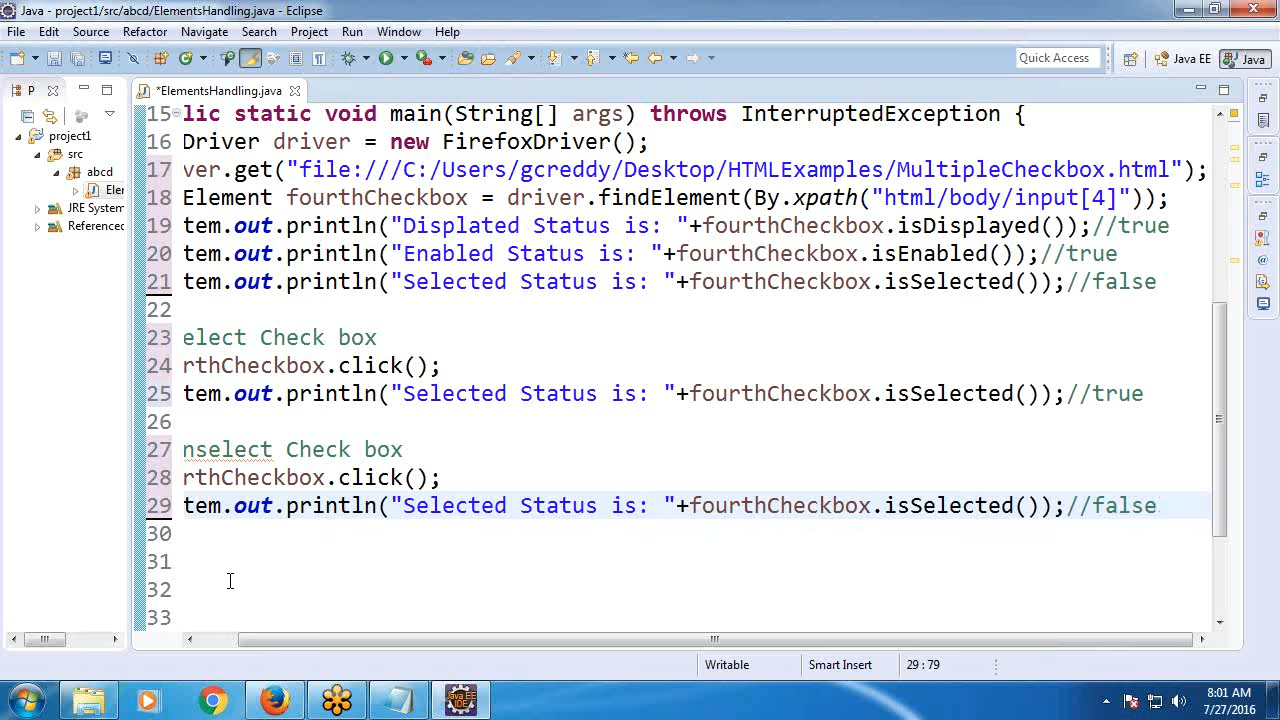 Java - project1/src/abcd/ElementsHandling.java - Eclipse
File Edit Source Refactor Navigate Search Project Run Window Help
Quick Access
Java EE
Java
P
*ElementsHandling.java
project1
src
abcd
Eler
JRE System
Referenced
15 lic static void main(String[] args) throws InterruptedException {
16 Driver driver = new FirefoxDriver();
17 ver.get("file:///C:/Users/gcreddy/Desktop/HTMLExamples/MultipleCheckbox.html");
18 Element fourthCheckbox = driver.findElement(By.xpath("html/body/input[4]"));
19 tem.out.println("Displated Status is: "+fourthCheckbox.isDisplayed());//true
20 tem.out.println("Enabled Status is: "+fourthCheckbox.isEnabled());//true
21 tem.out.println("Selected Status is: "+fourthCheckbox.isSelected());//false
22
23 elect Check box
24 rthCheckbox.click();
25 tem.out.println("Selected Status is: "+fourthCheckbox.isSelected());//true
26
27 nselect Check box
28 rthCheckbox.click();
29 tem.out.println("Selected Status is: "+fourthCheckbox.isSelected());//false
30
31
32
33
Writable
Smart Insert
29 : 79
Java EE
IDE
8:01 AM
7/27/2016